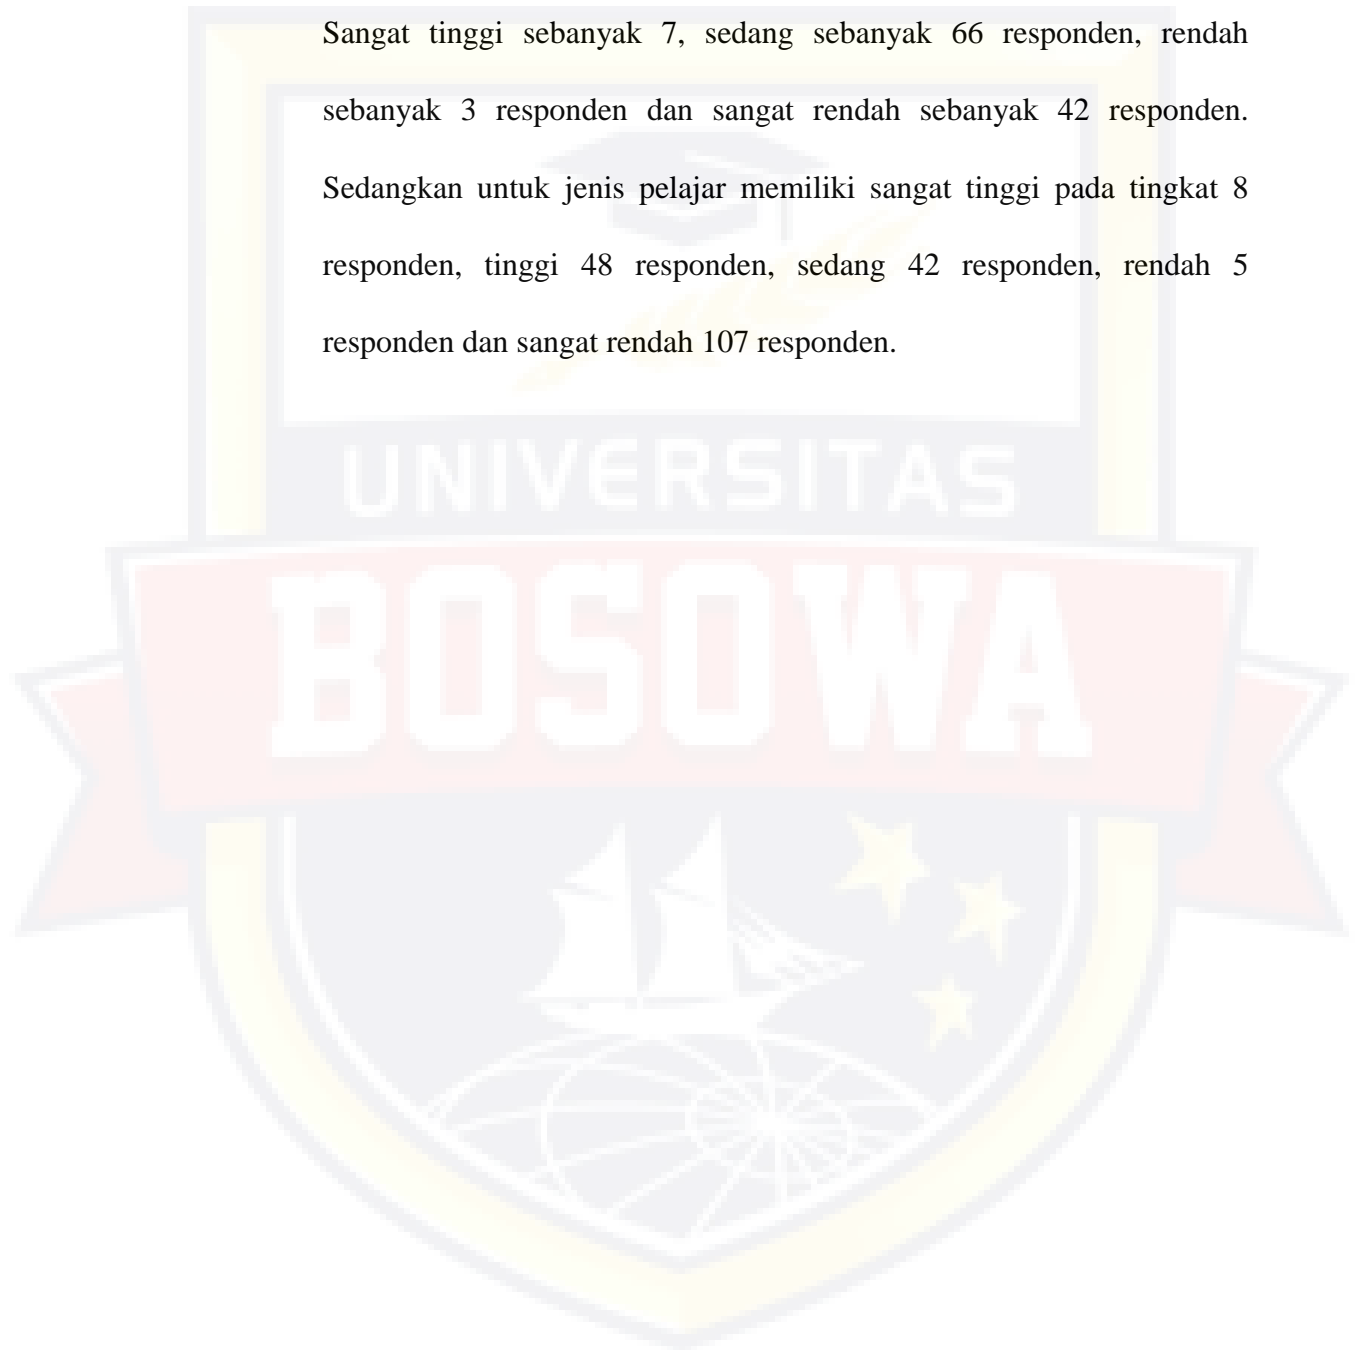 Sangat tinggi sebanyak 7, sedang sebanyak 66 responden, rendah
sebanyak 3 responden dan sangat rendah sebanyak 42 responden.
Sedangkan untuk jenis pelajar memiliki sangat tinggi pada tingkat 8
responden, tinggi 48 responden, sedang 42 responden, rendah 5
responden dan sangat rendah 107 responden.
UNIVERSITAS
BOSOWA